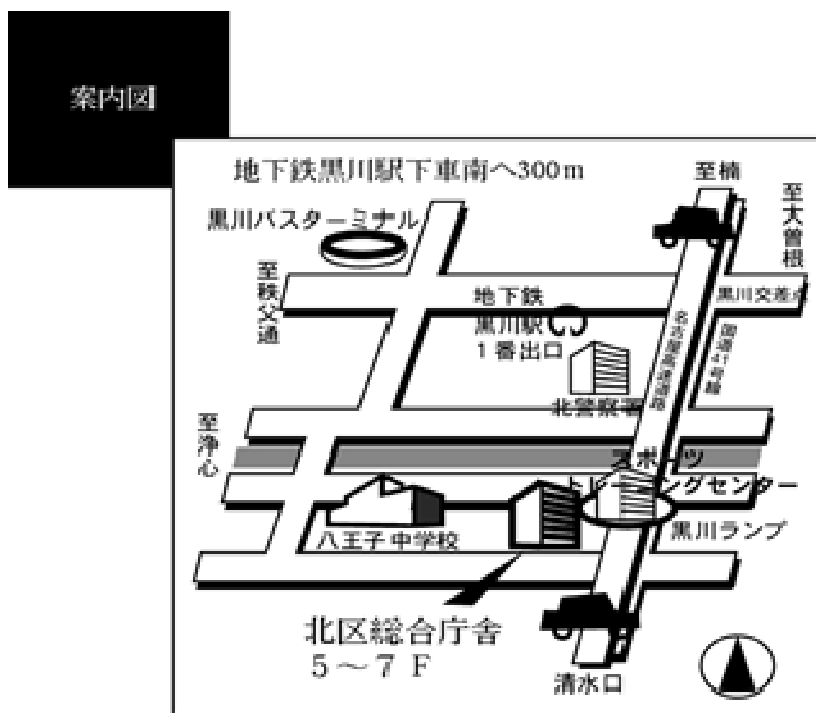 案内図
地下鉄黒川駅下車南へ300m
至楠
至大曽根
黒川バスターミナル
至秩父通
地下鉄
黒川駅
1番出口
黒川交差点
名古屋高速道路
国道41号線
北警察署
至浄心
スポーツ
トレーニングセンター
八王子中学校
黒川ランプ
北区総合庁舎
5～7F
清水口